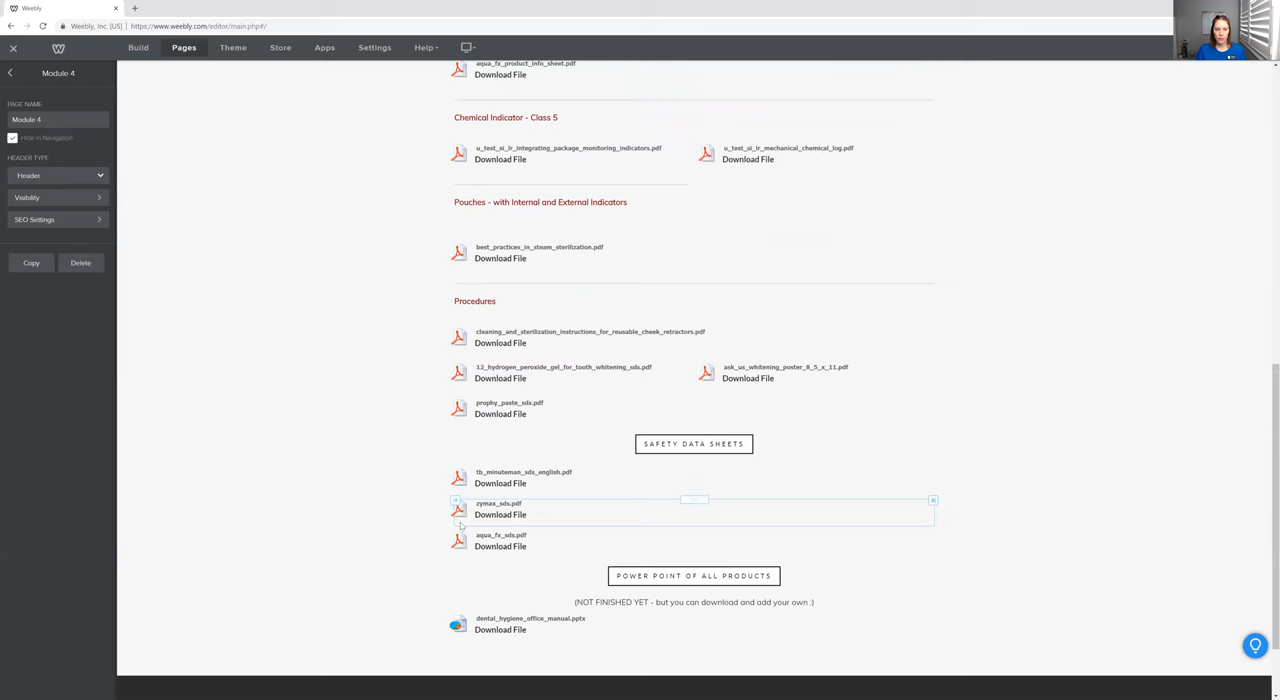 Weebly
Weebly, Inc. [US]
https://www.weebly.com/editor/main.php#/
Build
Pages
Theme
Store
Apps
Settings
Help
Module 4
PAGE NAME
Module 4
Hide in Navigation
HEADER TYPE
Header
Visibility
SEO Settings
Copy
Delete
aqua_fx_product_info_sheet.pdf
Download File
Chemical Indicator - Class 5
u_test_si_lr_integrating_package_monitoring_indicators.pdf
Download File
u_test_si_lr_mechanical_chemical_log.pdf
Download File
Pouches - with Internal and External Indicators
best_practices_in_steam_sterilization.pdf
Download File
Procedures
cleaning_and_sterilization_instructions_for_reusable_cheek_retractors.pdf
Download File
12_hydrogen_peroxide_gel_for_tooth_whitening_sds.pdf
Download File
ask_us_whitening_poster_8_5_x_11.pdf
Download File
prophy_paste_sds.pdf
Download File
SAFETY DATA SHEETS
tb_minuteman_sds_english.pdf
Download File
zymax_sds.pdf
Download File
aqua_fx_sds.pdf
Download File
POWER POINT OF ALL PRODUCTS
(NOT FINISHED YET - but you can download and add your own :)
dental_hygiene_office_manual.pptx
Download File